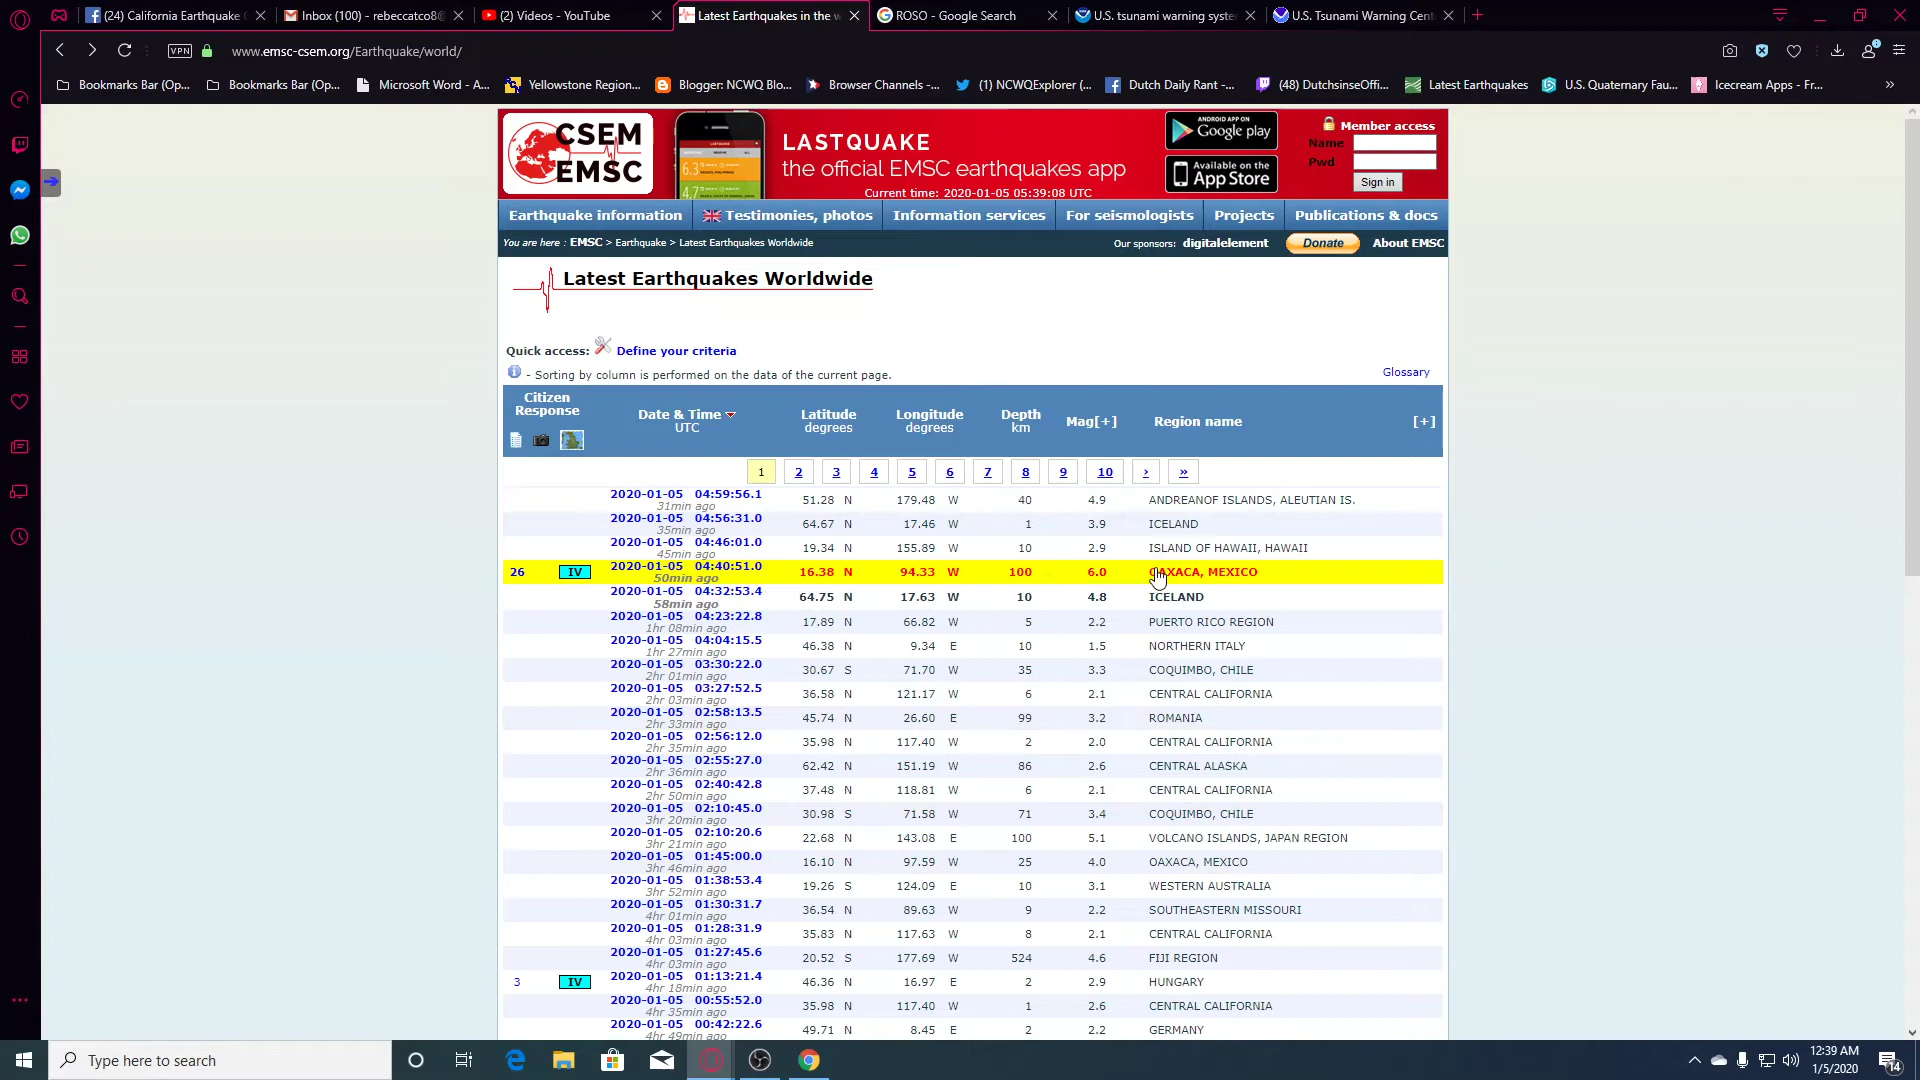 (24) California Earthquake
Inbox (100) - rebeccatco8@
(2) Videos - YouTube
Latest Earthquakes in the w
ROSO - Google Search
U.S. tsunami warning syste
U.S. Tsunami Warning Cent
VPN
www.emsc-csem.org/Earthquake/world/
Bookmarks Bar (Op...
Bookmarks Bar (Op...
Microsoft Word - A...
Yellowstone Region...
Blogger: NCWQ Blo...
Browser Channels -...
(1) NCWQExplorer (...
Dutch Daily Rant -...
(48) DutchsinseOffi...
Latest Earthquakes
U.S. Quaternary Fau...
Icecream Apps - Fr...
»
CSEM
EMSC
LASTQUAKE
the official EMSC earthquakes app
Current time: 2020-01-05 05:39:08 UTC
ANDROID APP ON
Google play
Available on the
App Store
Member access
Name
Pwd
Sign in
Earthquake information
Testimonies, photos
Information services
For seismologists
Projects
Publications & docs
You are here : EMSC > Earthquake > Latest Earthquakes Worldwide
Our sponsors: digitalelement
Donate
About EMSC
Latest Earthquakes Worldwide
Quick access: Define your criteria
- Sorting by column is performed on the data of the current page.
Glossary
Citizen
Response
Date & Time
UTC
Latitude
degrees
Longitude
degrees
Depth
km
Mag[+]
Region name
[+]
1 2 3 4 5 6 7 8 9 10 › »
2020-01-05 04:59:56.1 51.28 N 179.48 W 40 4.9 ANDREANOF ISLANDS, ALEUTIAN IS.
31min ago
2020-01-05 04:56:31.0 64.67 N 17.46 W 1 3.9 ICELAND
35min ago
2020-01-05 04:46:01.0 19.34 N 155.89 W 10 2.9 ISLAND OF HAWAII, HAWAII
45min ago
26 IV 2020-01-05 04:40:51.0 16.38 N 94.33 W 100 6.0 OAXACA, MEXICO
50min ago
2020-01-05 04:32:53.4 64.75 N 17.63 W 10 4.8 ICELAND
58min ago
2020-01-05 04:23:22.8 17.89 N 66.82 W 5 2.2 PUERTO RICO REGION
1hr 08min ago
2020-01-05 04:04:15.5 46.38 N 9.34 E 10 1.5 NORTHERN ITALY
1hr 27min ago
2020-01-05 03:30:22.0 30.67 S 71.70 W 35 3.3 COQUIMBO, CHILE
2hr 01min ago
2020-01-05 03:27:52.5 36.58 N 121.17 W 6 2.1 CENTRAL CALIFORNIA
2hr 03min ago
2020-01-05 02:58:13.5 45.74 N 26.60 E 99 3.2 ROMANIA
2hr 33min ago
2020-01-05 02:56:12.0 35.98 N 117.40 W 2 2.0 CENTRAL CALIFORNIA
2hr 35min ago
2020-01-05 02:55:27.0 62.42 N 151.19 W 86 2.6 CENTRAL ALASKA
2hr 36min ago
2020-01-05 02:40:42.8 37.48 N 118.81 W 6 2.1 CENTRAL CALIFORNIA
2hr 50min ago
2020-01-05 02:10:45.0 30.98 S 71.58 W 71 3.4 COQUIMBO, CHILE
3hr 20min ago
2020-01-05 02:10:20.6 22.68 N 143.08 E 100 5.1 VOLCANO ISLANDS, JAPAN REGION
3hr 21min ago
2020-01-05 01:45:00.0 16.10 N 97.59 W 25 4.0 OAXACA, MEXICO
3hr 46min ago
2020-01-05 01:38:53.4 19.26 S 124.09 E 10 3.1 WESTERN AUSTRALIA
3hr 52min ago
2020-01-05 01:30:31.7 36.54 N 89.63 W 9 2.2 SOUTHEASTERN MISSOURI
4hr 01min ago
2020-01-05 01:28:31.9 35.83 N 117.63 W 8 2.1 CENTRAL CALIFORNIA
4hr 03min ago
2020-01-05 01:27:45.6 20.52 S 177.69 W 524 4.6 FIJI REGION
4hr 03min ago
3 IV 2020-01-05 01:13:21.4 46.36 N 16.97 E 2 2.9 HUNGARY
4hr 18min ago
2020-01-05 00:55:52.0 35.98 N 117.40 W 1 2.6 CENTRAL CALIFORNIA
4hr 35min ago
2020-01-05 00:42:22.6 49.71 N 8.45 E 2 2.2 GERMANY
4hr 49min ago
Type here to search
12:39 AM
1/5/2020
14